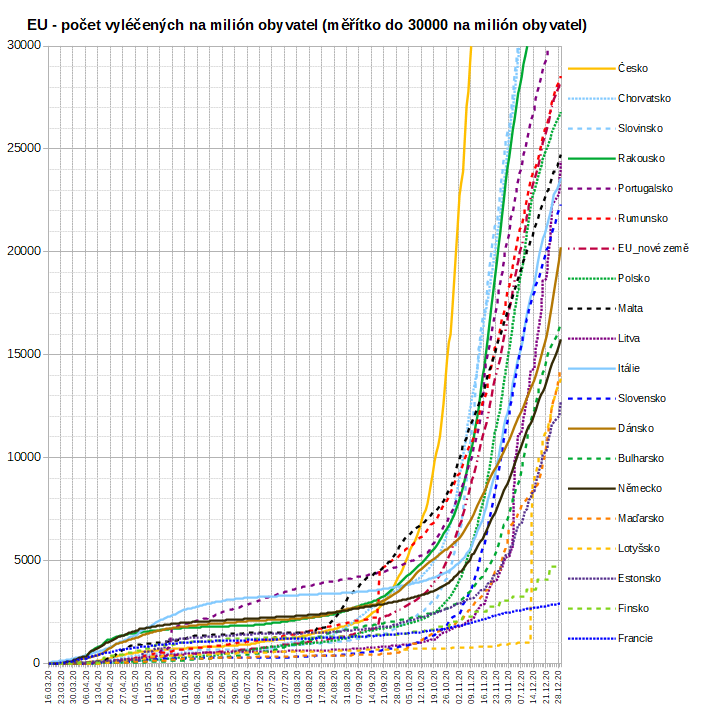 EU - počet vyléčených na milión obyvatel (měřítko do 30000 na milión obyvatel)
30000
25000
20000
15000
10000
5000
0
Česko
Chorvatsko
Slovinsko
Rakousko
Portugalsko
Rumunsko
EU_nové země
Polsko
Malta
Litva
Itálie
Slovensko
Dánsko
Bulharsko
Německo
Maďarsko
Lotyšsko
Estonsko
Finsko
Francie
16.03.20
23.03.20
30.03.20
06.04.20
13.04.20
20.04.20
27.04.20
04.05.20
11.05.20
18.05.20
25.05.20
01.06.20
08.06.20
15.06.20
22.06.20
29.06.20
06.07.20
13.07.20
20.07.20
27.07.20
03.08.20
10.08.20
17.08.20
24.08.20
31.08.20
07.09.20
14.09.20
21.09.20
28.09.20
05.10.20
12.10.20
19.10.20
26.10.20
02.11.20
09.11.20
16.11.20
23.11.20
30.11.20
07.12.20
14.12.20
21.12.20
28.12.20